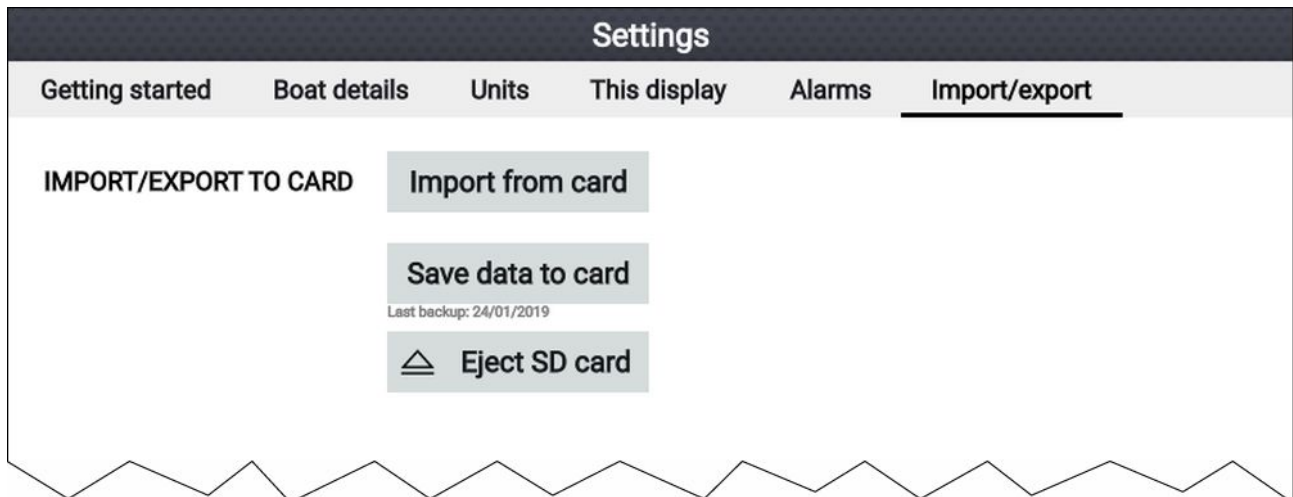 Settings
Getting started Boat details Units This display Alarms Import/export
IMPORT/EXPORT TO CARD Import from card
Save data to card
Last backup: 24/01/2019
Eject SD card